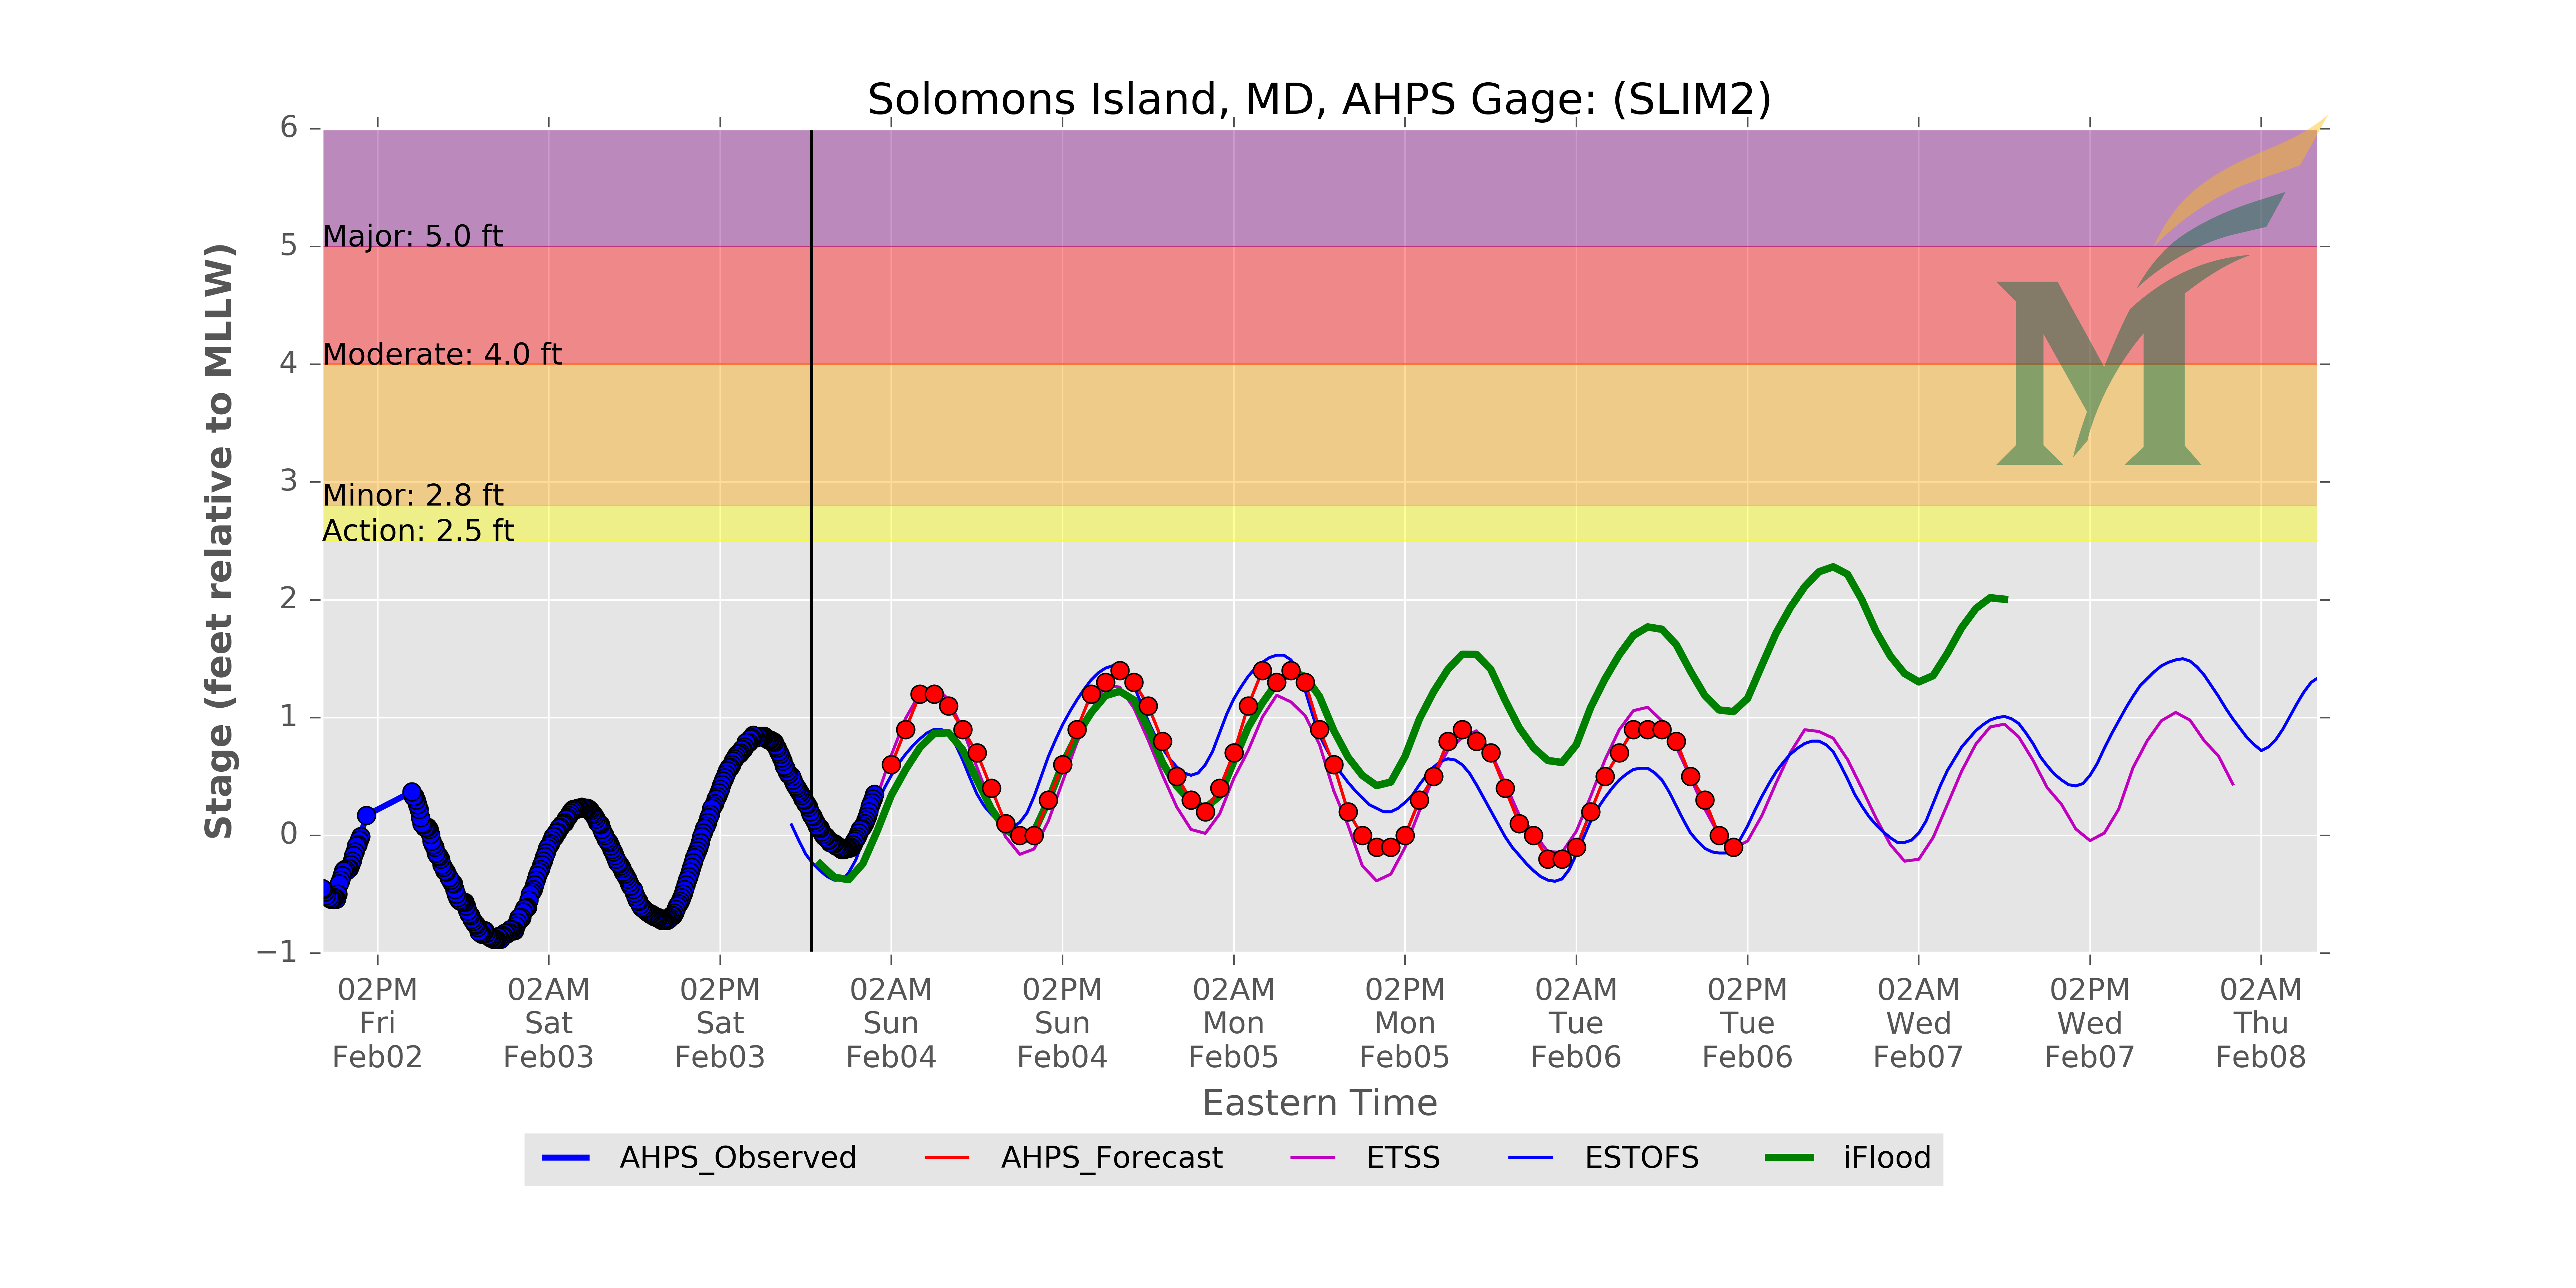 Solomons Island, MD, AHPS Gage: (SLIM2)
Stage (feet relative to MLLW)
6
5
4
3
2
1
0
−1
Major: 5.0 ft
Moderate: 4.0 ft
Minor: 2.8 ft
Action: 2.5 ft
02PM
Fri
Feb02
02AM
Sat
Feb03
02PM
Sat
Feb03
02AM
Sun
Feb04
02PM
Sun
Feb04
02AM
Mon
Feb05
02PM
Mon
Feb05
02AM
Tue
Feb06
02PM
Tue
Feb06
02AM
Wed
Feb07
02PM
Wed
Feb07
02AM
Thu
Feb08
Eastern Time
AHPS_Observed AHPS_Forecast ETSS ESTOFS iFlood